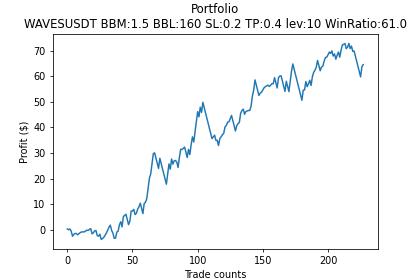 Portfolio
WAVESUSDT BBM:1.5 BBL:160 SL:0.2 TP:0.4 lev:10 WinRatio:61.0
70
60
50
40
30
20
10
0
Profit ($)
0 50 100 150 200
Trade counts